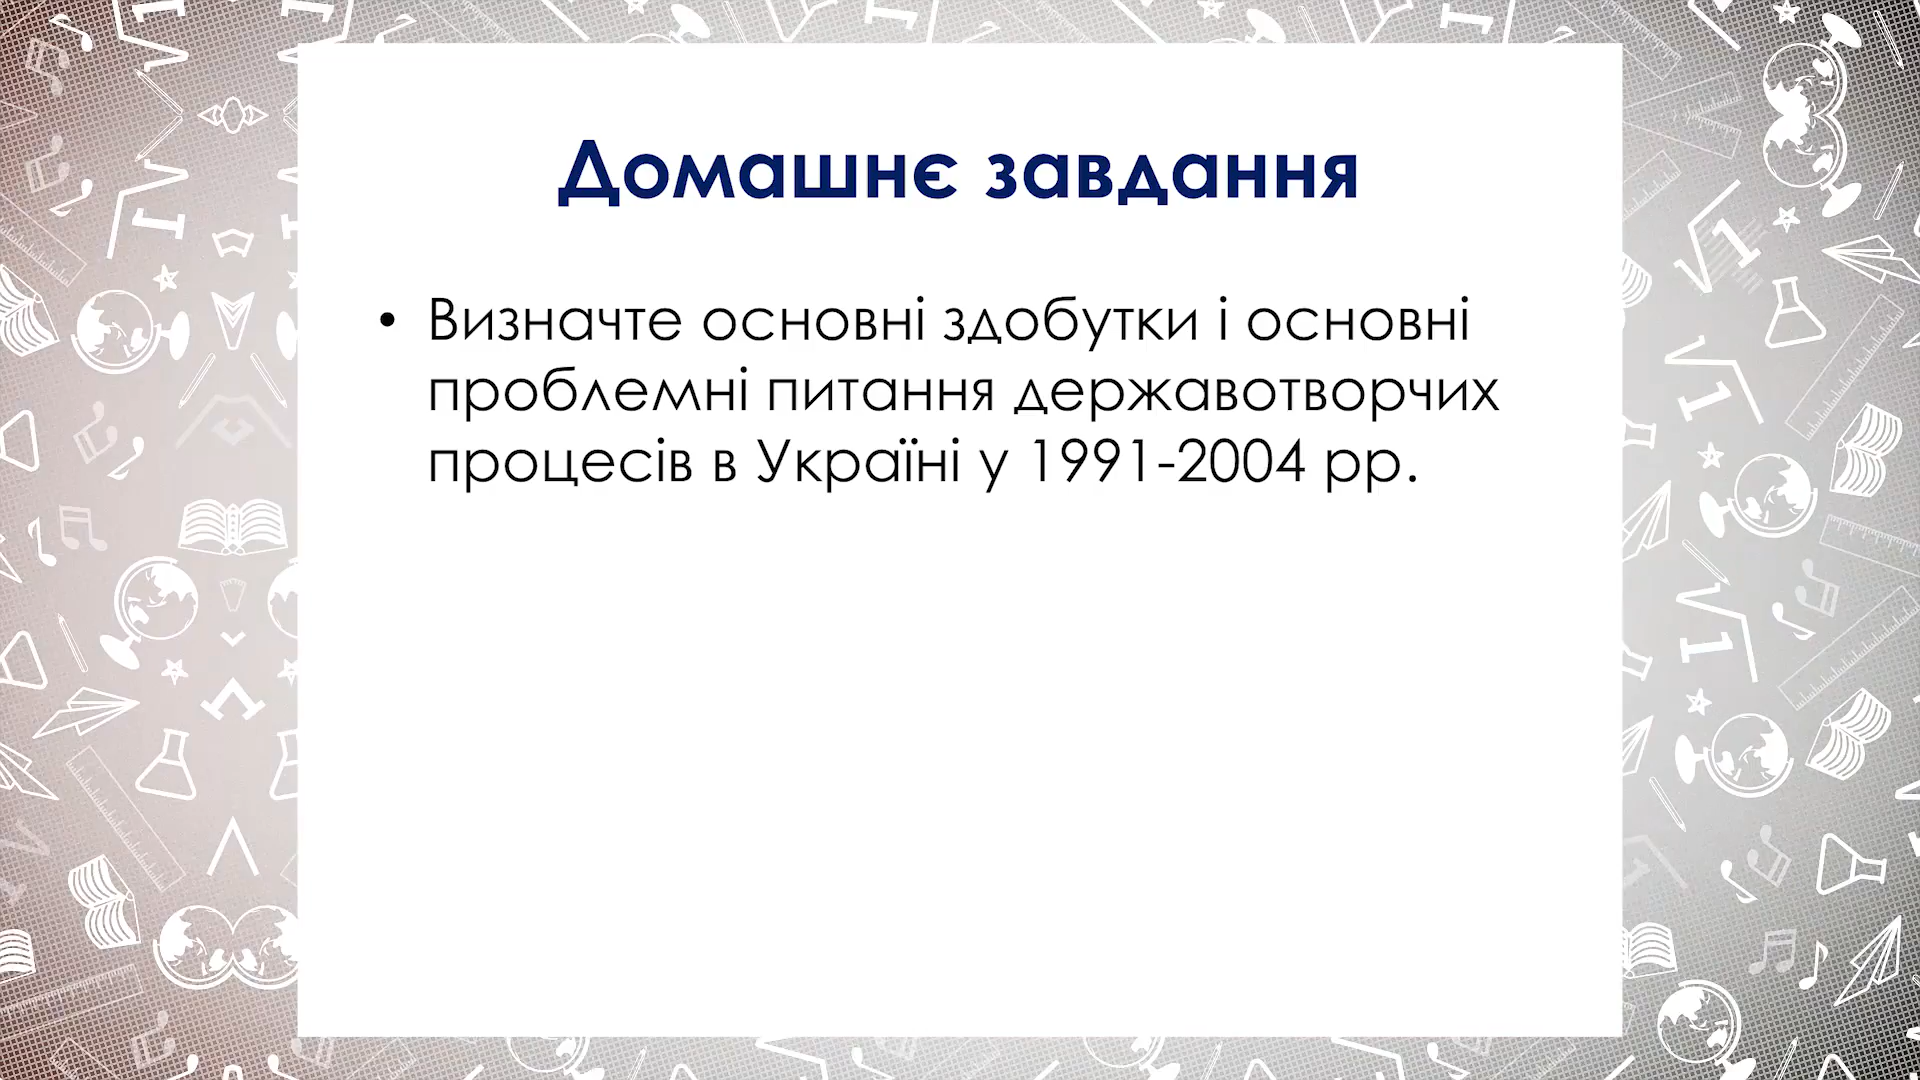 Домашнє завдання
• Визначте основні здобутки і основні
проблемні питання державотворчих
процесів в Україні у 1991-2004 рр.